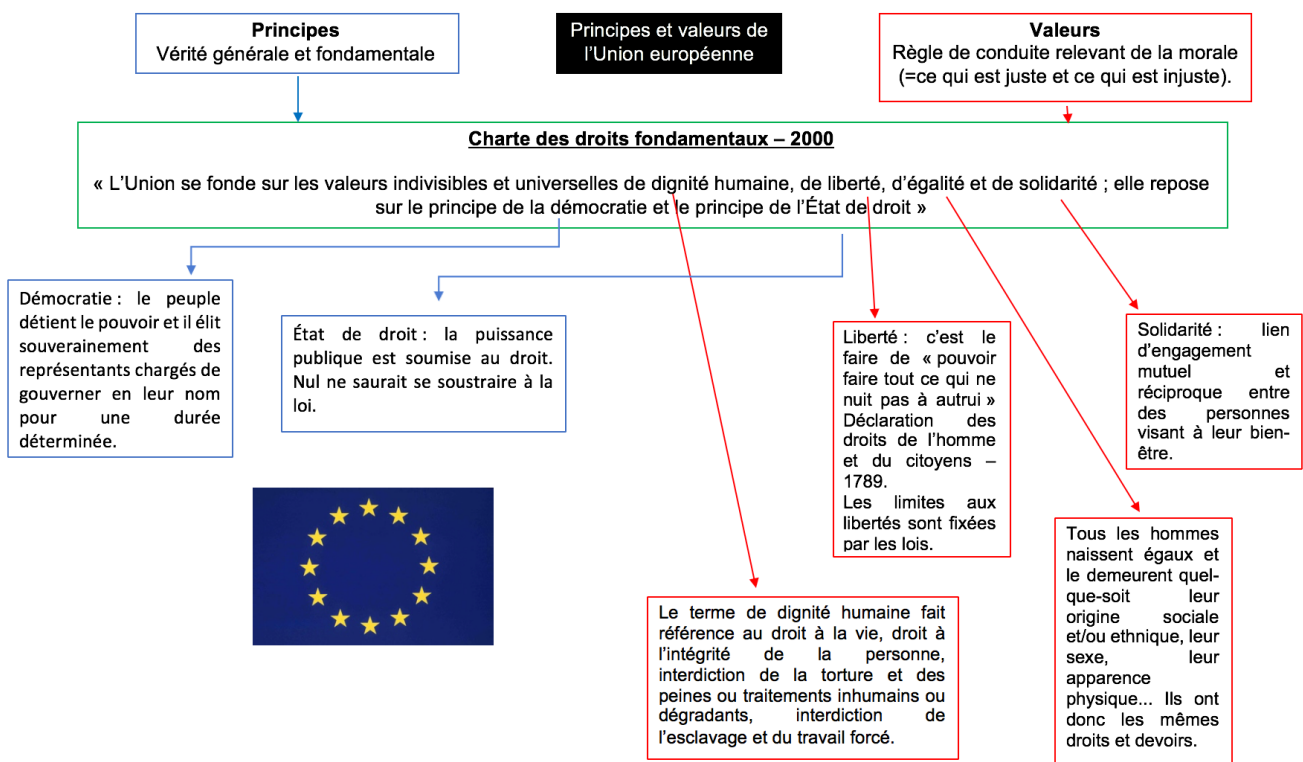 Principes
Vérité générale et fondamentale
Principes et valeurs de
l'Union européenne
Valeurs
Règle de conduite relevant de la morale
(=ce qui est juste et ce qui est injuste).
Charte des droits fondamentaux – 2000
« L'Union se fonde sur les valeurs indivisibles et universelles de dignité humaine, de liberté, d'égalité et de solidarité ; elle repose
sur le principe de la démocratie et le principe de l'État de droit »
Démocratie : le peuple
détient le pouvoir et il élit
souverainement des
représentants chargés de
gouverner en leur nom
pour une durée
déterminée.
État de droit : la puissance
publique est soumise au droit.
Nul ne saurait se soustraire à la
loi.
Liberté : c'est le
faire de « pouvoir
faire tout ce qui ne
nuit pas à autrui »
Déclaration des
droits de l'homme
et du citoyens –
1789.
Les limites aux
libertés sont fixées
par les lois.
Solidarité : lien
d'engagement
mutuel et
réciproque entre
des personnes
visant à leur bien-
être.
Le terme de dignité humaine fait
référence au droit à la vie, droit à
l'intégrité de la personne,
interdiction de la torture et des
peines ou traitements inhumains ou
dégradants, interdiction de
l'esclavage et du travail forcé.
Tous les hommes
naissent égaux et
le demeurent quel-
que-soit leur
origine sociale
et/ou ethnique, leur
sexe, leur
apparence
physique... Ils ont
donc les mêmes
droits et devoirs.